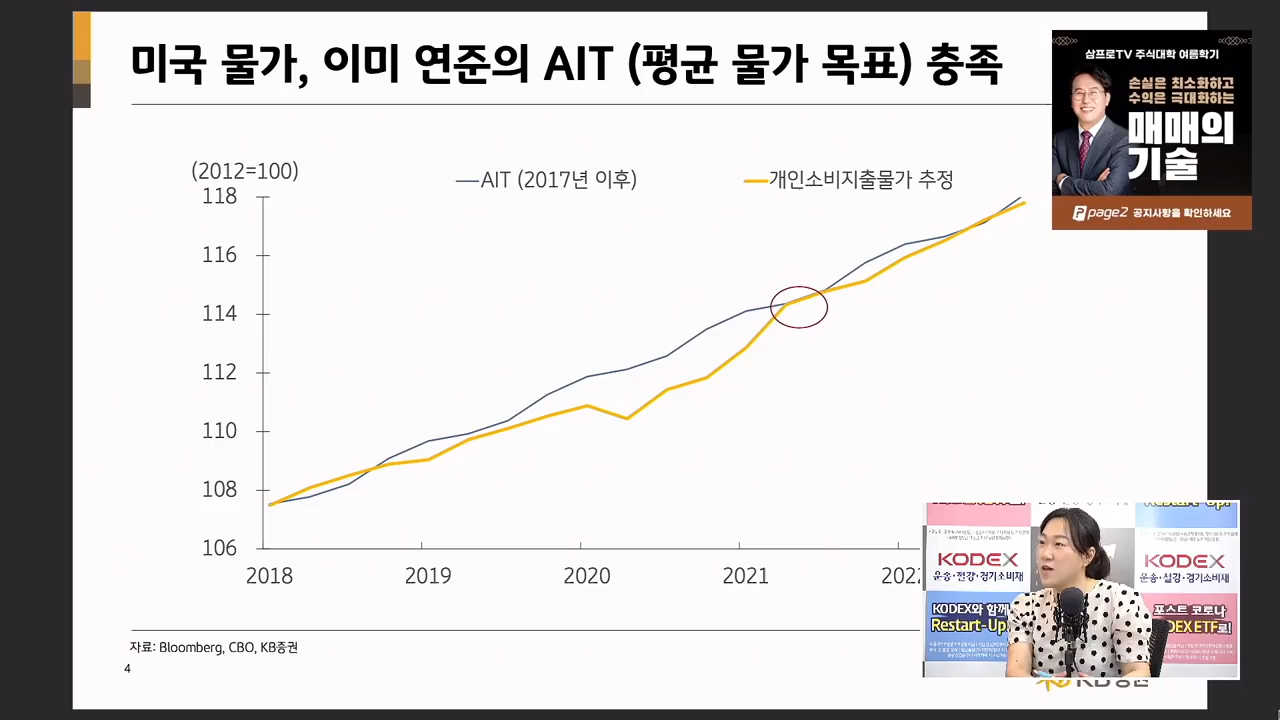 미국 물가, 이미 연준의 AIT (평균 물가 목표) 충족
삼프로TV 주식대학 여름학기
손실은 최소화하고
수익은 극대화하는
매매의
기술
page2 공지사항을 확인하세요
(2012=100)
AIT (2017년 이후)
개인소비지출물가 추정
118
116
114
112
110
108
106
2018
2019
2020
2021
2022
Restart-Up!
KODEX
운송·전강·경기소비재
KODEX
운송·실강·경기소비재
KODEX와 함께
Restart-Up!
포스트 코로나
KODEX ETF로!
자료: Bloomberg, CBO, KB증권
4